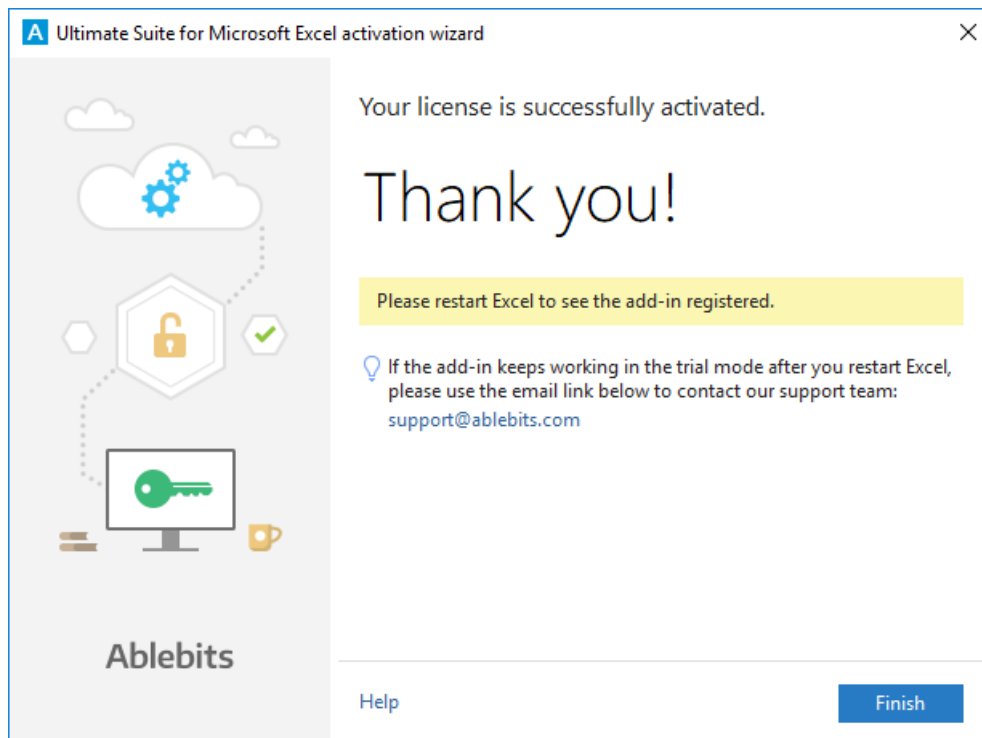 A Ultimate Suite for Microsoft Excel activation wizard
Your license is successfully activated.
Thank you!
Please restart Excel to see the add-in registered.
If the add-in keeps working in the trial mode after you restart Excel,
please use the email link below to contact our support team:
support@ablebits.com
Ablebits
Help
Finish